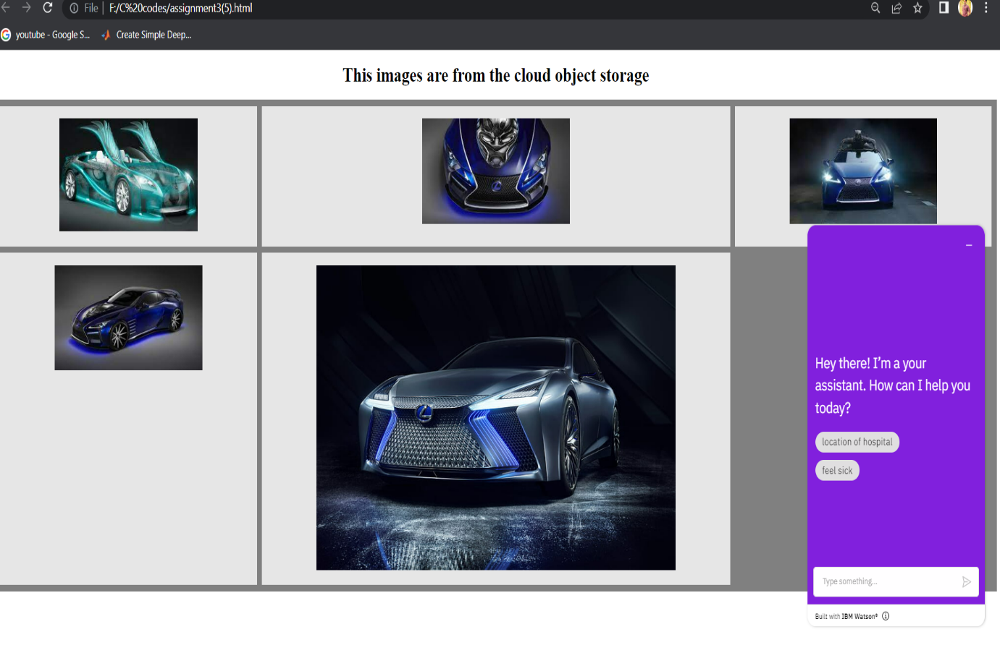 File | F:/C%20codes/assignment3(5).html
youtube - Google S... Create Simple Deep...
This images are from the cloud object storage
Hey there! I'm a your
assistant. How can I help you
today?
location of hospital
feel sick
Type something...
Built with IBM Watson®